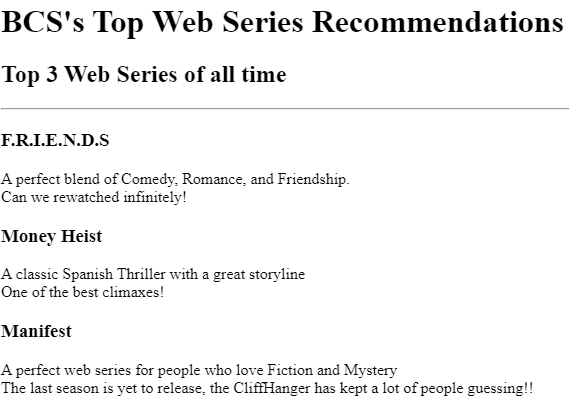 BCS's Top Web Series Recommendations
Top 3 Web Series of all time
F.R.I.E.N.D.S
A perfect blend of Comedy, Romance, and Friendship.
Can we rewatched infinitely!
Money Heist
A classic Spanish Thriller with a great storyline
One of the best climaxes!
Manifest
A perfect web series for people who love Fiction and Mystery
The last season is yet to release, the CliffHanger has kept a lot of people guessing!!